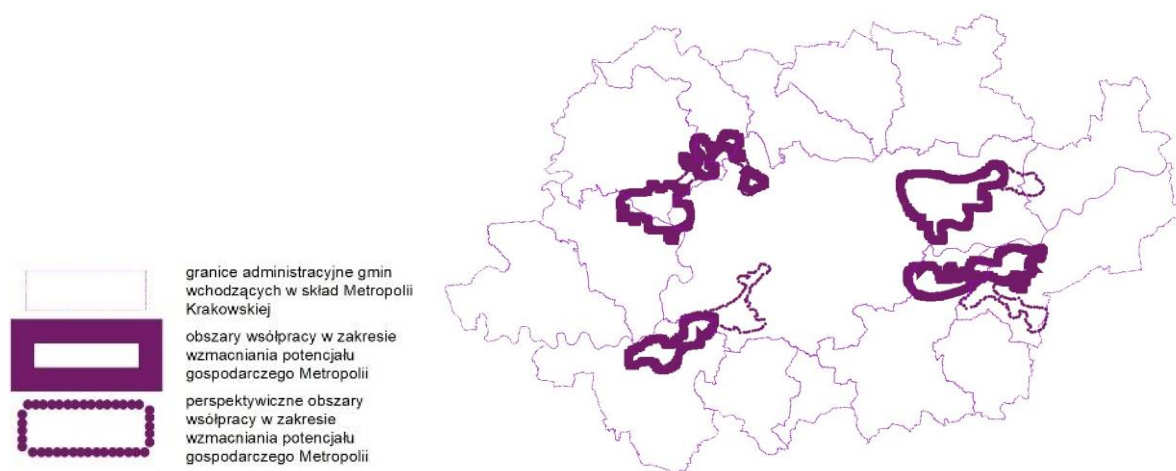 granice administracyjne gmin
wchodzących w skład Metropolii
Krakowskiej
obszary wsółpracy w zakresie
wzmacniania potencjału
gospodarczego Metropolii
perspektywiczne obszary
wsółpracy w zakresie
wzmacniania potencjału
gospodarczego Metropolii